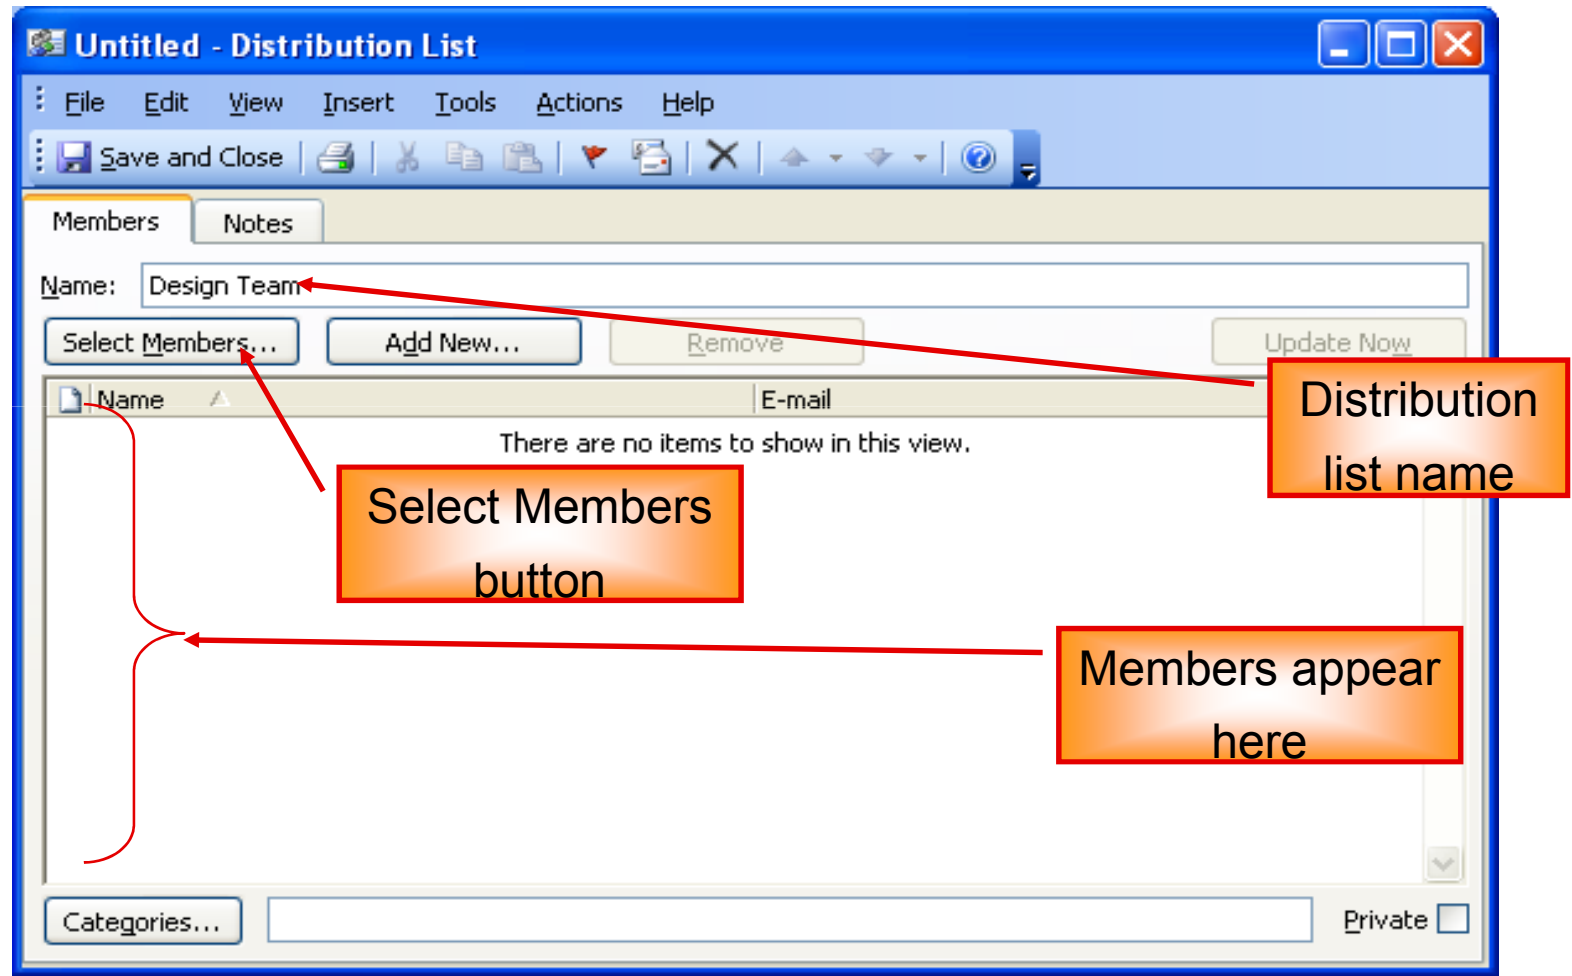 Untitled - Distribution List
File Edit View Insert Tools Actions Help
Save and Close
Members Notes
Name: Design Team
Select Members... Add New... Remove Update Now
Name E-mail
There are no items to show in this view.
Distribution
list name
Select Members
button
Members appear
here
Categories... Private